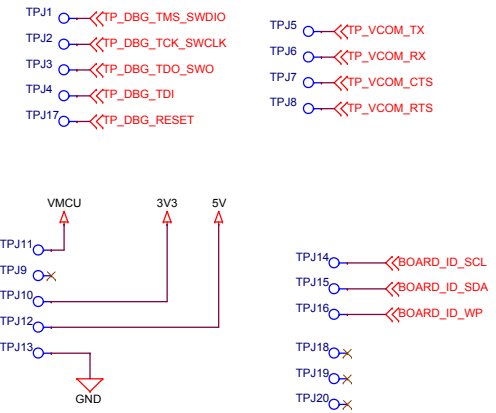 TPJ1 TP_DBG_TMS_SWDIO
TPJ2 TP_DBG_TCK_SWCLK
TPJ3 TP_DBG_TDO_SWO
TPJ4 TP_DBG_TDI
TPJ17 TP_DBG_RESET
TPJ5 TP_VCOM_TX
TPJ6 TP_VCOM_RX
TPJ7 TP_VCOM_CTS
TPJ8 TP_VCOM_RTS
VMCU 3V3 5V
TPJ11
TPJ9
TPJ10
TPJ12
TPJ13
GND
TPJ14 BOARD_ID_SCL
TPJ15 BOARD_ID_SDA
TPJ16 BOARD_ID_WP
TPJ18
TPJ19
TPJ20